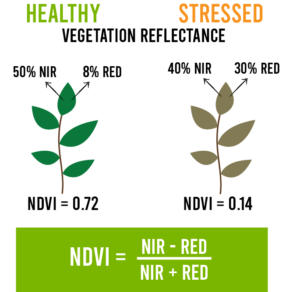 HEALTHY STRESSED
VEGETATION REFLECTANCE
50% NIR 8% RED 40% NIR 30% RED
NDVI = 0.72 NDVI = 0.14
NDVI = NIR - RED
NIR + RED